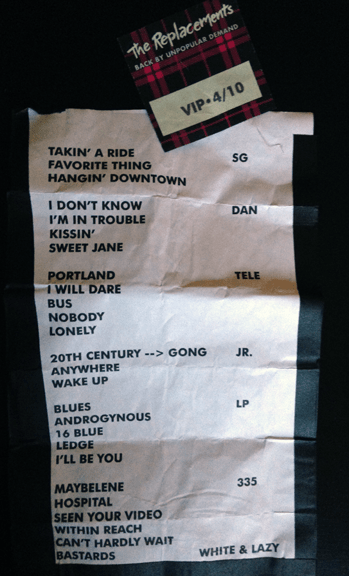 The Replacements
BACK BY UNPOPULAR DEMAND
VIP•4/10
TAKIN' A RIDE SG
FAVORITE THING
HANGIN' DOWNTOWN
I DON'T KNOW DAN
I'M IN TROUBLE
KISSIN'
SWEET JANE
PORTLAND TELE
I WILL DARE
BUS
NOBODY
LONELY
20TH CENTURY --> GONG JR.
ANYWHERE
WAKE UP
BLUES LP
ANDROGYNOUS
16 BLUE
LEDGE
I'LL BE YOU
MAYBELENE 335
HOSPITAL
SEEN YOUR VIDEO
WITHIN REACH
CAN'T HARDLY WAIT
BASTARDS WHITE & LAZY